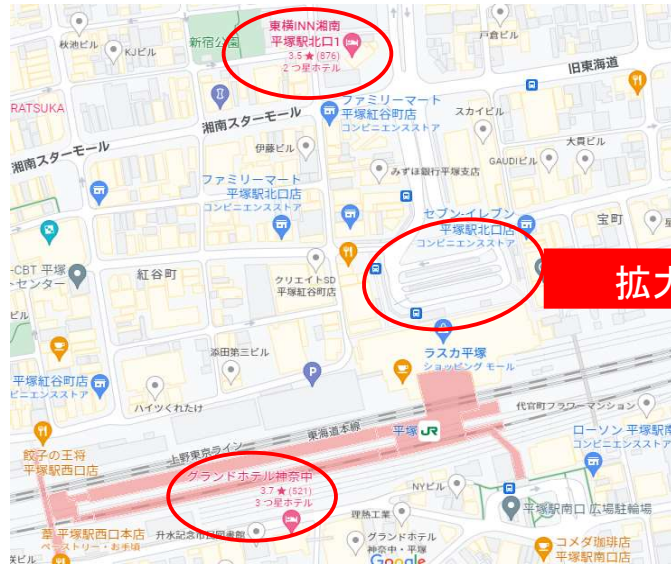 東横INN湘南
平塚駅北口1
3.5 ★ (876)
2 つ星ホテル
秋池ビル
KJビル
新宿公園
戸倉ビル
旧東海道
RATSUKA
湘南スターモール
ファミリーマート
平塚紅谷町店
コンビニエンスストア
スカイビル
湘南スターモール
伊藤ビル
大貫ビル
GAUDIビル
みずほ銀行平塚支店
ファミリーマート
平塚駅北口店
コンビニエンスストア
セブン-イレブン
平塚駅北口店
コンビニエンスストア
宝町
-CBT 平塚
トセンター
紅谷町
クリエイトSD
平塚紅谷町店
拡大
ビル
添田第三ビル
P
ラスカ平塚
ショッピング モール
平塚紅谷町店
ビニエンスストア
ハイツくれたけ
代官町フラワーマンション
東海道本線
平塚 JR
上野東京ライン
ローソン 平塚駅南
コンビニエンススト
餃子の王将
平塚駅西口店
グランドホテル神奈中
3.7 ★ (521)
3 つ星ホテル
NYビル
理熱工業
平塚駅南口 広場駐輪場
葦 平塚駅西口本店
ペーストリー・お手頃
升水記念市民図書館
グランドホテル
神奈中・平塚
コメダ珈琲店
平塚駅南口店
Google